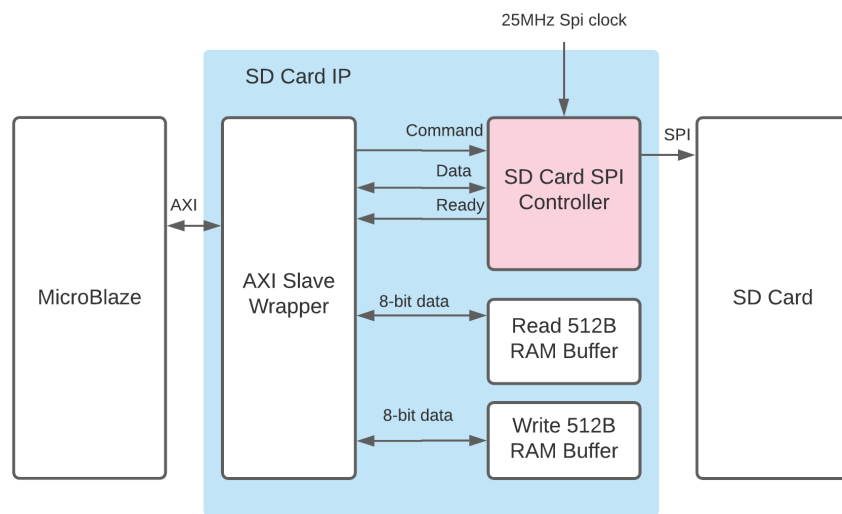 25MHz Spi clock
SD Card IP
Command
SPI
Data
SD Card SPI
Controller
AXI
Ready
MicroBlaze
AXI Slave
Wrapper
8-bit data
SD Card
Read 512B
RAM Buffer
8-bit data
Write 512B
RAM Buffer